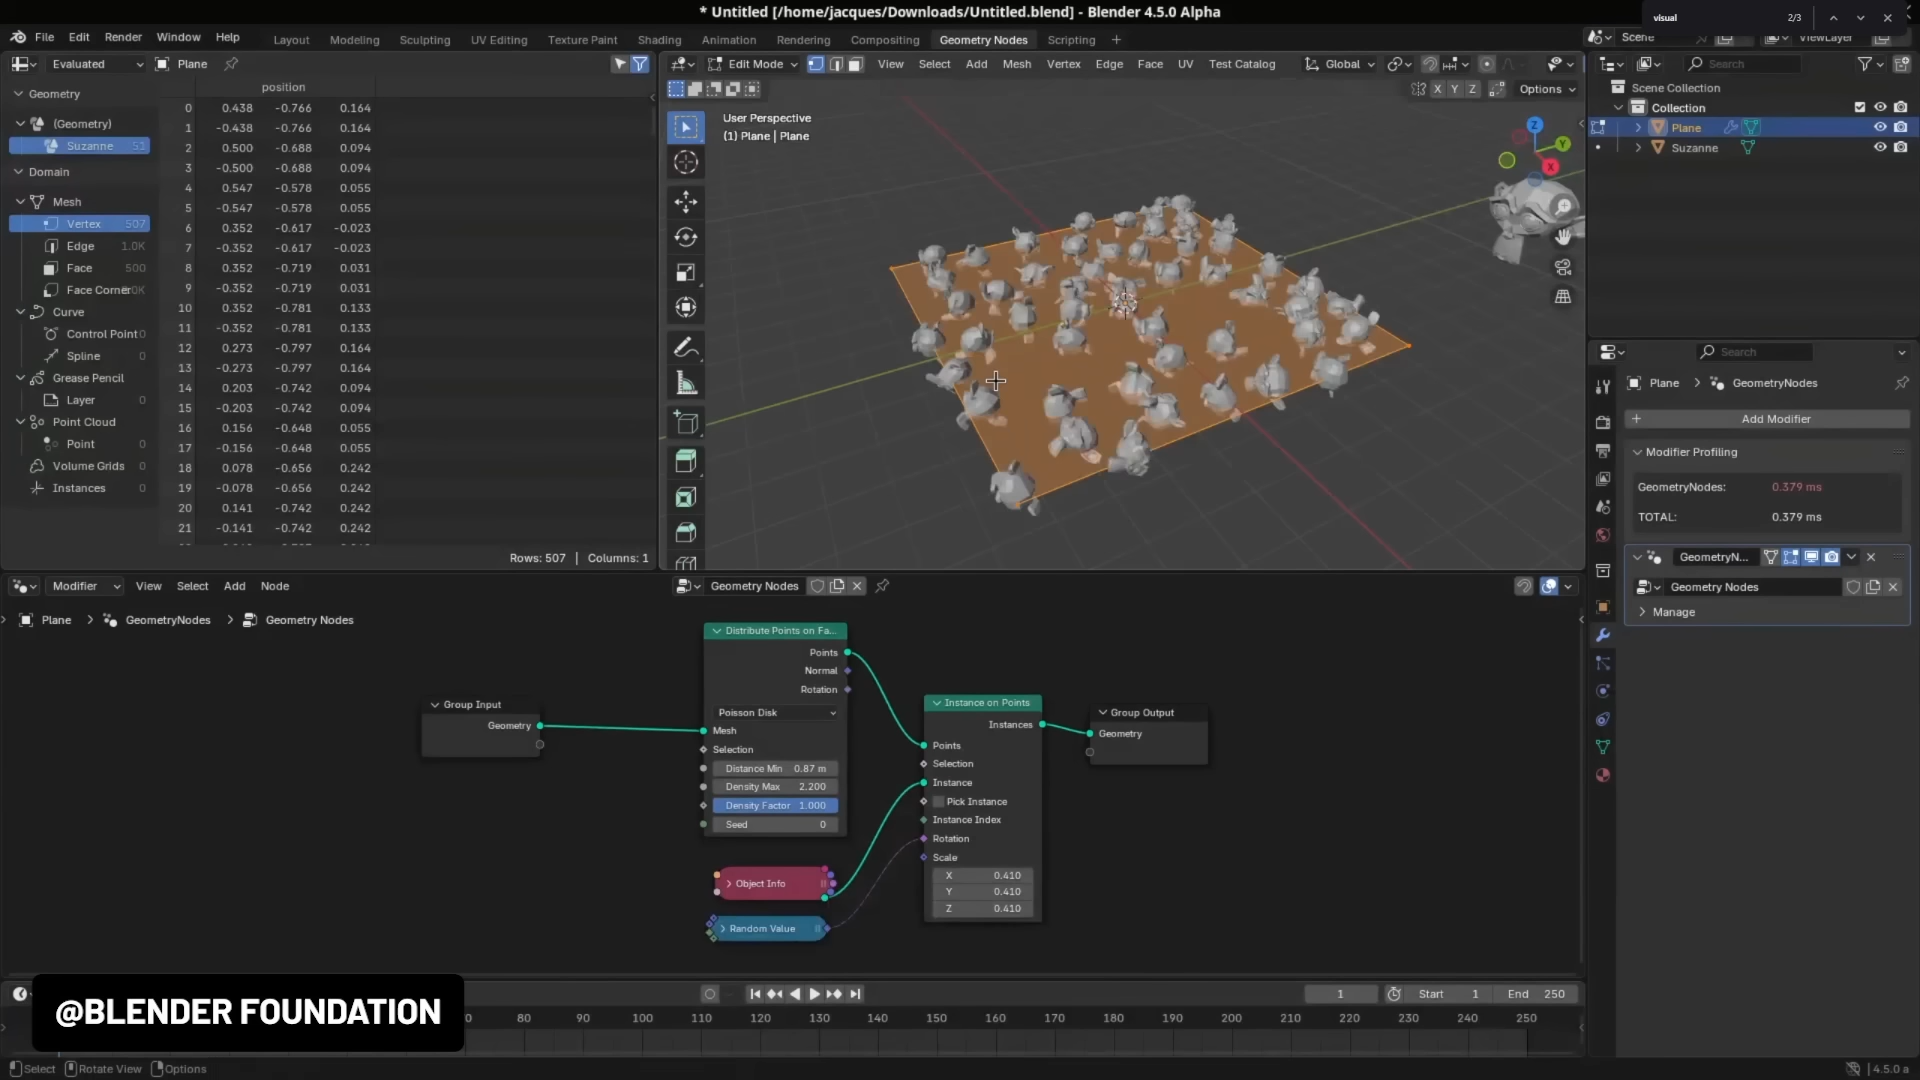 * Untitled [/home/jacques/Downloads/Untitled.blend] - Blender 4.5.0 Alpha
visual 2/3
File Edit Render Window Help Layout Modeling Sculpting UV Editing Texture Paint Shading Animation Rendering Compositing Geometry Nodes Scripting +
Scene ViewLayer
Evaluated Plane
Geometry
(Geometry)
Suzanne 51
Domain
Mesh
Vertex 507
Edge 1.0K
Face 500
Face Corner
Curve
Control Point 0
Spline 0
Grease Pencil
Layer 0
Point Cloud
Point 0
Volume Grids 0
Instances 0
position
0 0.438 -0.766 0.164
1 -0.438 -0.766 0.164
2 0.500 -0.688 0.094
3 -0.500 -0.688 0.094
4 0.547 -0.578 0.055
5 -0.547 -0.578 0.055
6 0.352 -0.617 -0.023
7 -0.352 -0.617 -0.023
8 0.352 -0.719 0.031
9 -0.352 -0.719 0.031
10 0.352 -0.781 0.133
11 -0.352 -0.781 0.133
12 0.273 -0.797 0.164
13 -0.273 -0.797 0.164
14 0.203 -0.742 0.094
15 -0.203 -0.742 0.094
16 0.156 -0.648 0.055
17 -0.156 -0.648 0.055
18 0.078 -0.656 0.242
19 -0.078 -0.656 0.242
20 0.141 -0.742 0.242
21 -0.141 -0.742 0.242
Rows: 507 | Columns: 1
Edit Mode View Select Add Mesh Vertex Edge Face UV Test Catalog Global
X Y Z Options
User Perspective
(1) Plane | Plane
Z
Y
X
Search
Scene Collection
Collection
Plane
Suzanne
Search
Plane > GeometryNodes
+ Add Modifier
Modifier Profiling
GeometryNodes: 0.379 ms
TOTAL: 0.379 ms
GeometryN...
Geometry Nodes
Manage
Modifier View Select Add Node Geometry Nodes
Plane > GeometryNodes > Geometry Nodes
Group Input
Geometry
Distribute Points on Fa...
Points
Normal
Rotation
Poisson Disk
Mesh
Selection
Distance Min 0.87 m
Density Max 2.200
Density Factor 1.000
Seed 0
Object Info
Random Value
Instance on Points
Instances
Points
Selection
Instance
Pick Instance
Instance Index
Rotation
Scale
X 0.410
Y 0.410
Z 0.410
Group Output
Geometry
1 Start 1 End 250
80 90 100 110 120 130 140 150 160 170 180 190 200 210 220 230 240 250
@BLENDER FOUNDATION
Select Rotate View Options 4.5.0 a